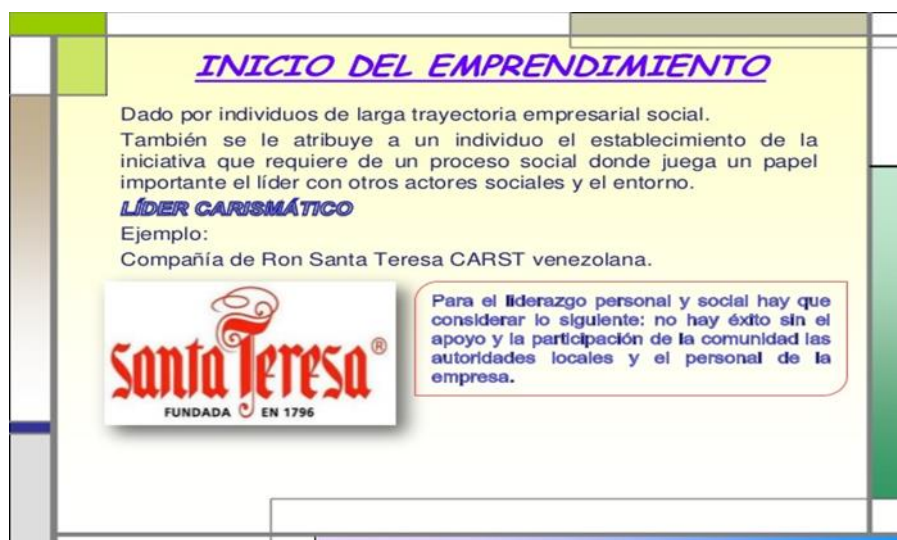 INICIO DEL EMPRENDIMIENTO
Dado por individuos de larga trayectoria empresarial social.
También se le atribuye a un individuo el establecimiento de la
iniciativa que requiere de un proceso social donde juega un papel
importante el líder con otros actores sociales y el entorno.
LÍDER CARISMÁTICO
Ejemplo:
Compañía de Ron Santa Teresa CARST venezolana.
Santa Teresa®
FUNDADA EN 1796
Para el liderazgo personal y social hay que
considerar lo siguiente: no hay éxito sin el
apoyo y la participación de la comunidad las
autoridades locales y el personal de la
empresa.